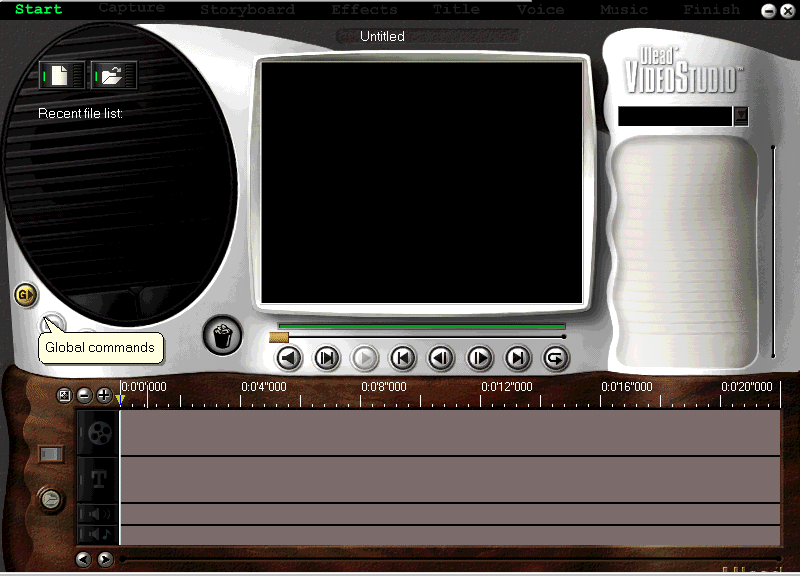 Start Capture Storyboard Effects Title Voice Music Finish
Untitled
Ulead
VIDEOSTUDIO™
Recent file list:
G
Global commands
0:0'0"000 0:0'4"000 0:0'8"000 0:0'12"000 0:0'16"000 0:0'20"000
T